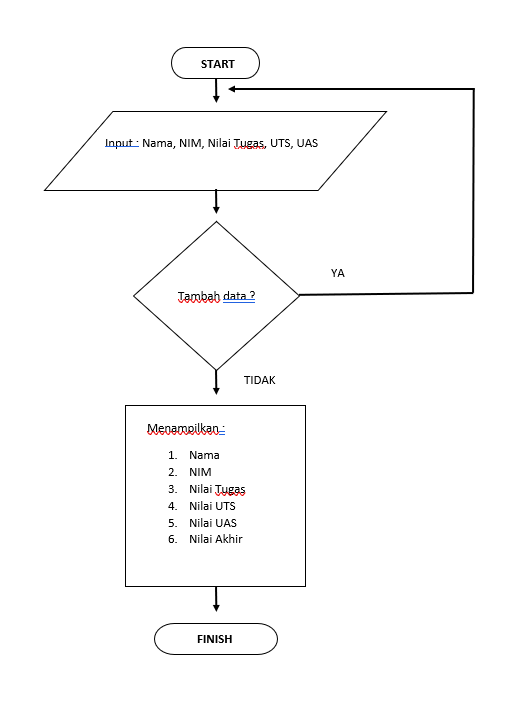 START
Input : Nama, NIM, Nilai Tugas, UTS, UAS
YA
Tambah data ?
TIDAK
Menampilkan :
1. Nama
2. NIM
3. Nilai Tugas
4. Nilai UTS
5. Nilai UAS
6. Nilai Akhir
FINISH